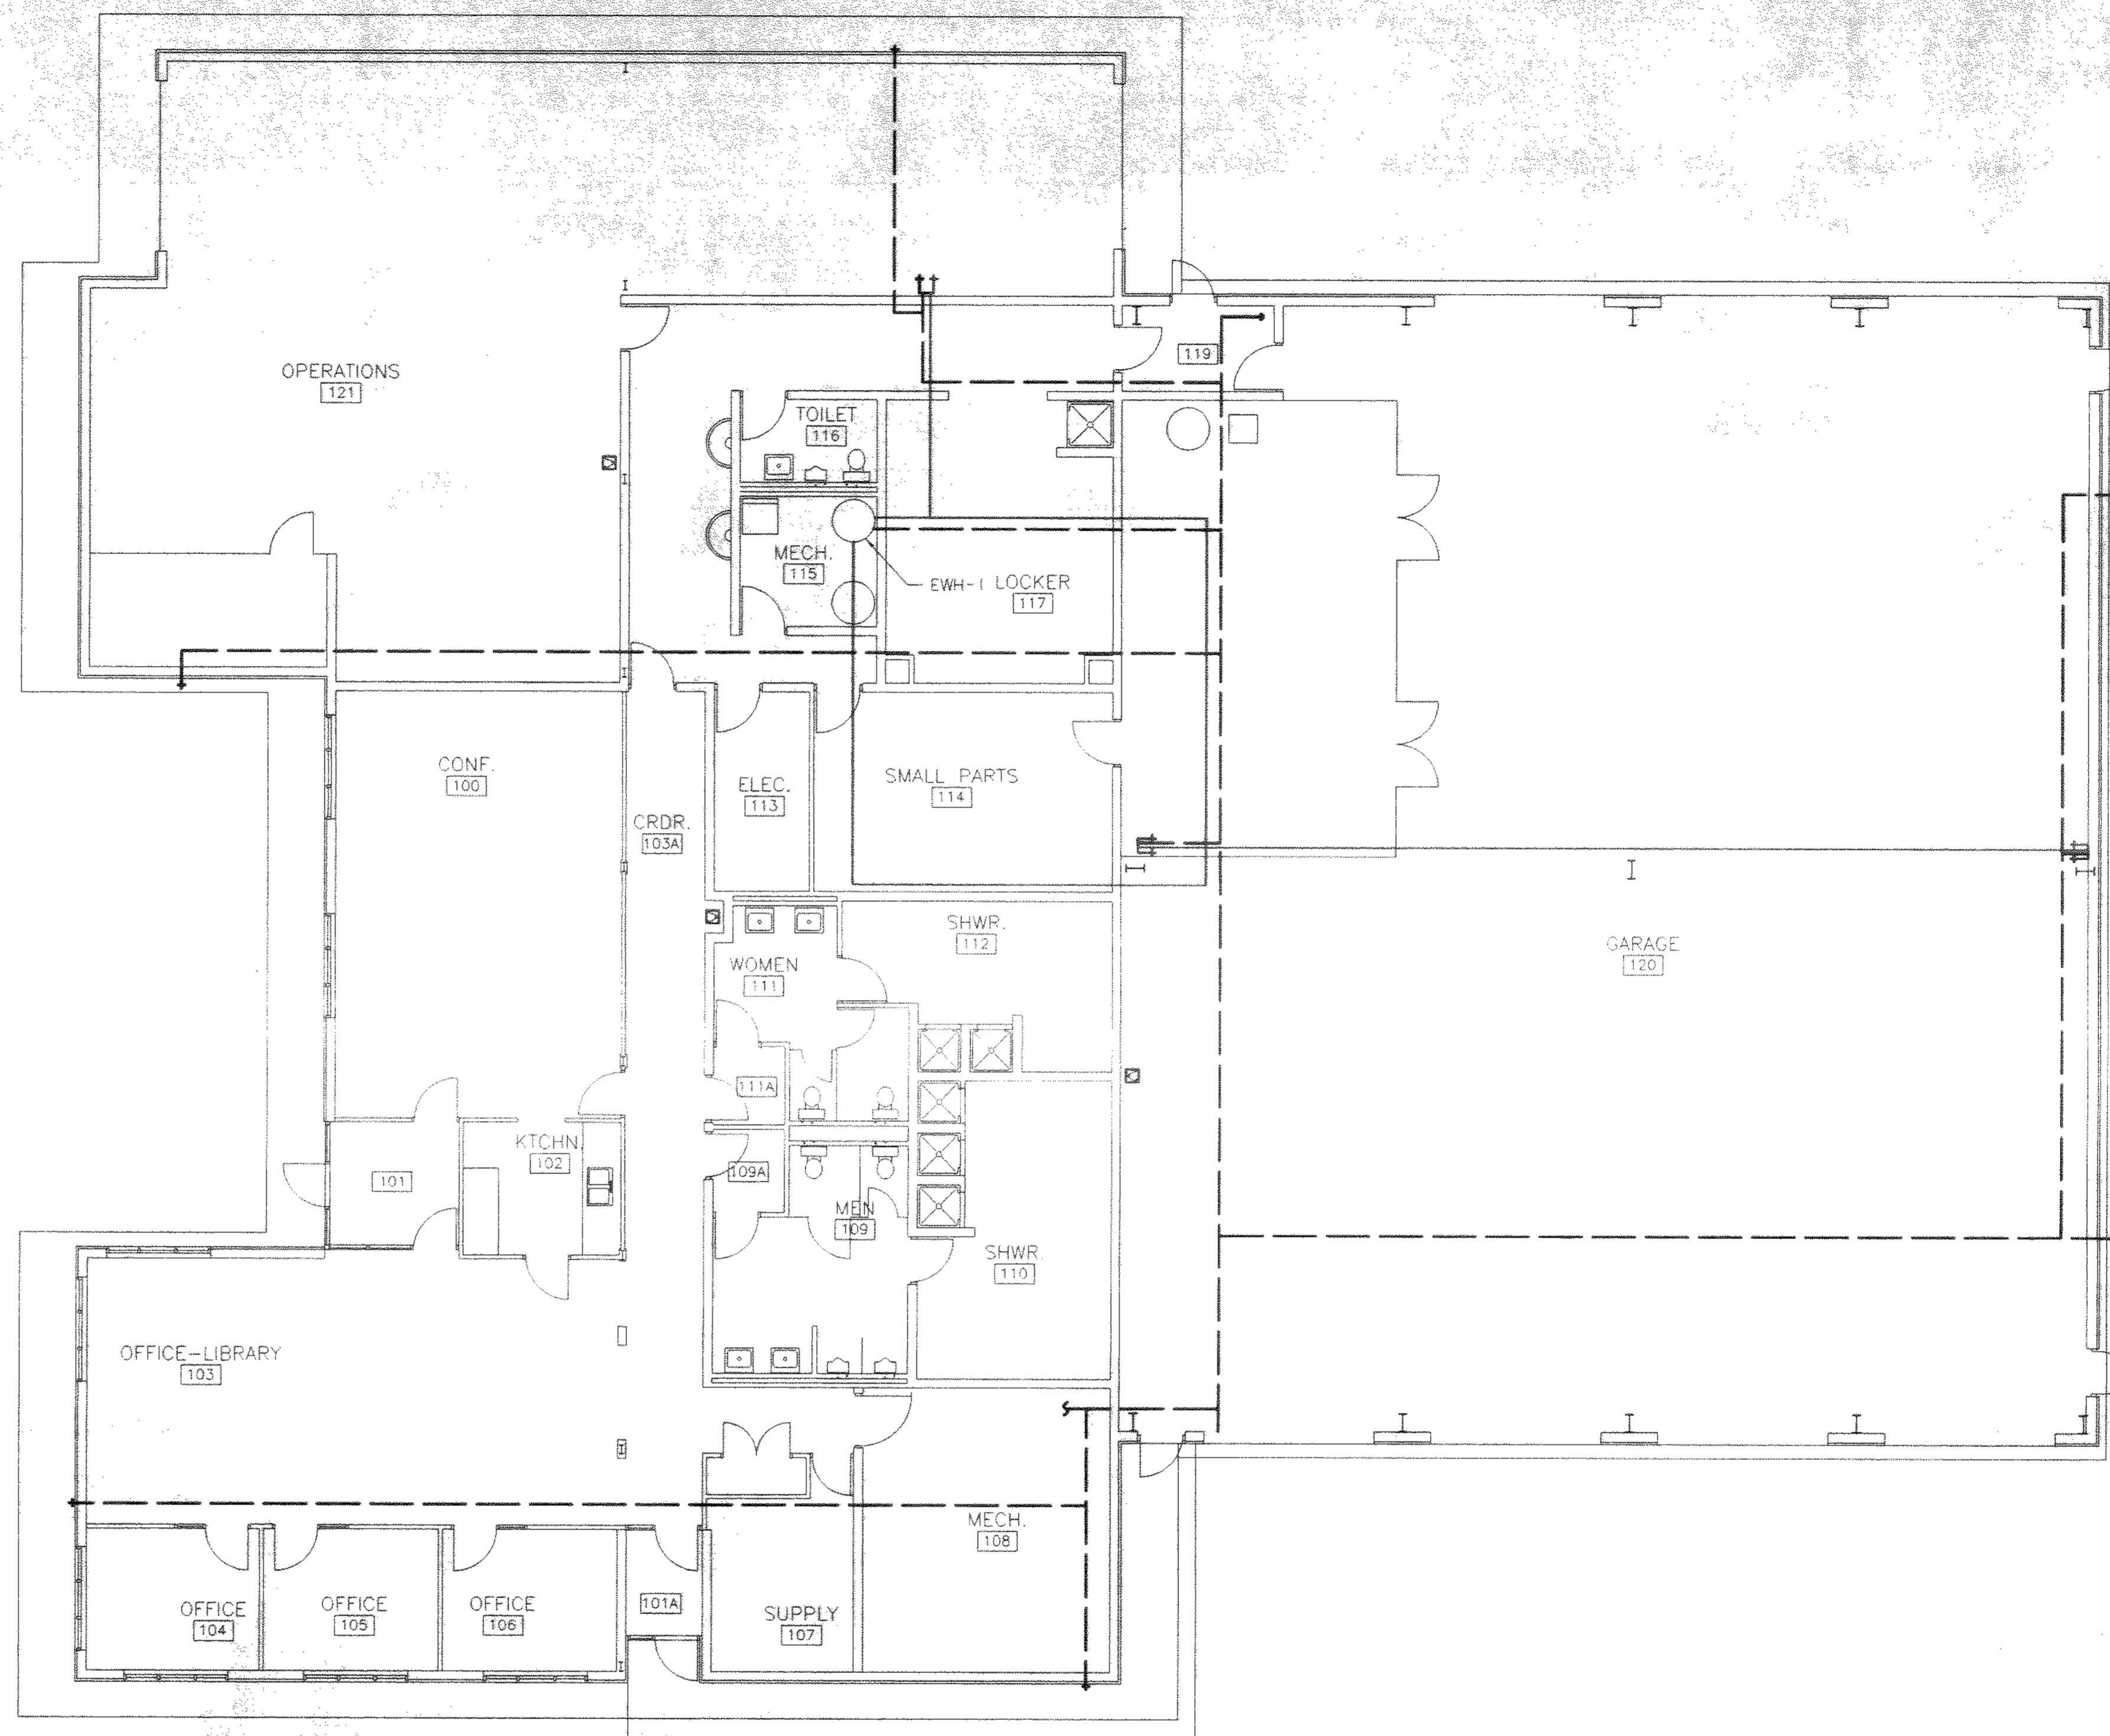 OPERATIONS
121
119
TOILET
116
MECH.
115
EWH-1
LOCKER
117
CONF.
100
CRDR.
103A
ELEC.
113
SMALL PARTS
114
SHWR.
112
WOMEN
111
GARAGE
120
111A
KTCHN
102
101
109A
MEN
109
SHWR.
110
OFFICE-LIBRARY
103
MECH.
108
OFFICE
104
OFFICE
105
OFFICE
106
101A
SUPPLY
107